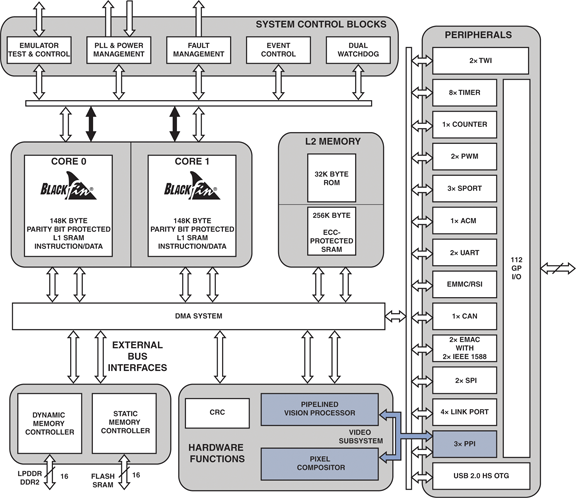 SYSTEM CONTROL BLOCKS
EMULATOR
TEST & CONTROL
PLL & POWER
MANAGEMENT
FAULT
MANAGEMENT
EVENT
CONTROL
DUAL
WATCHDOG
CORE 0
BLACKfin®
148K BYTE
PARITY BIT PROTECTED
L1 SRAM
INSTRUCTION/DATA
CORE 1
BLACKfin®
148K BYTE
PARITY BIT PROTECTED
L1 SRAM
INSTRUCTION/DATA
L2 MEMORY
32K BYTE
ROM
256K BYTE
ECC-
PROTECTED
SRAM
DMA SYSTEM
EXTERNAL
BUS
INTERFACES
DYNAMIC
MEMORY
CONTROLLER
STATIC
MEMORY
CONTROLLER
LPDDR
DDR2
16
FLASH
SRAM
16
CRC
HARDWARE
FUNCTIONS
PIPELINED
VISION PROCESSOR
VIDEO
SUBSYSTEM
PIXEL
COMPOSITOR
PERIPHERALS
2× TWI
8× TIMER
1× COUNTER
2× PWM
3× SPORT
1× ACM
2× UART
EMMC/RSI
1× CAN
2× EMAC
WITH
2× IEEE 1588
2× SPI
4× LINK PORT
3× PPI
USB 2.0 HS OTG
112
GP
I/O